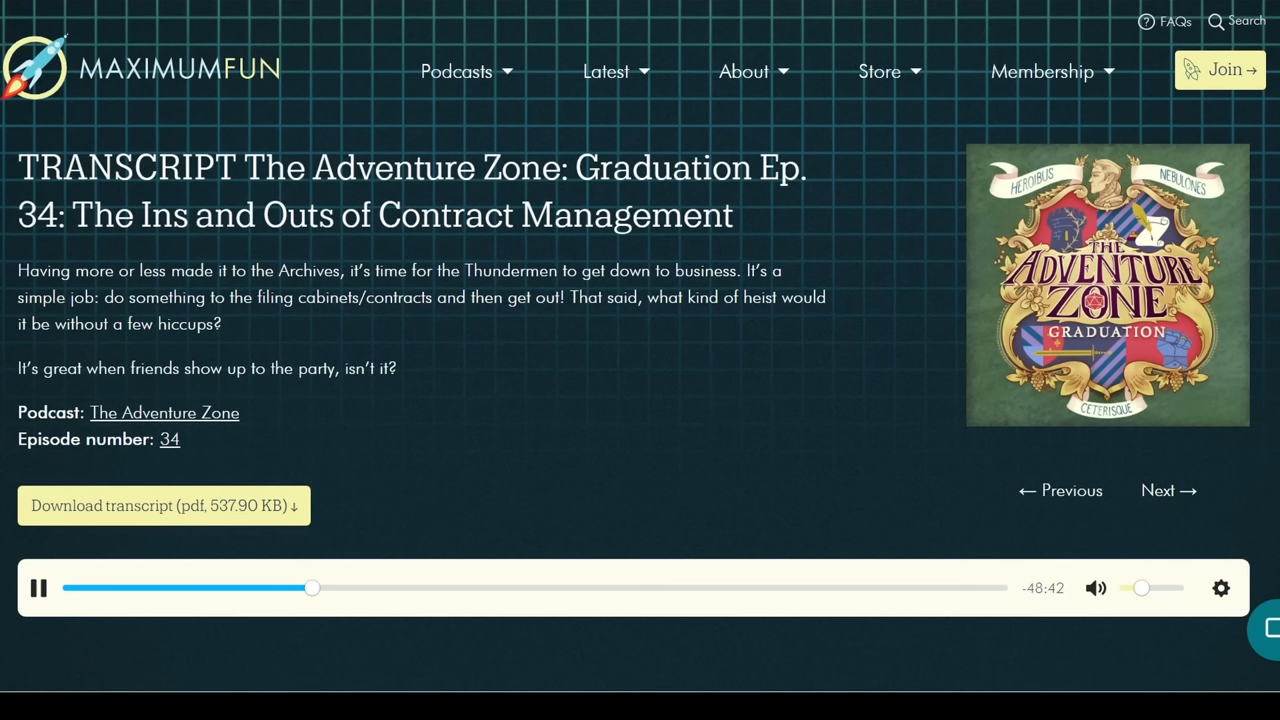 FAQs Search
MAXIMUMFUN Podcasts Latest About Store Membership Join →
TRANSCRIPT The Adventure Zone: Graduation Ep.
34: The Ins and Outs of Contract Management
Having more or less made it to the Archives, it’s time for the Thundermen to get down to business. It’s a
simple job: do something to the filing cabinets/contracts and then get out! That said, what kind of heist would
it be without a few hiccups?
It’s great when friends show up to the party, isn’t it?
Podcast: The Adventure Zone
Episode number: 34
Download transcript (pdf, 537.90 KB) ↓
HEROIBUS NEBULONES
THE
ADVENTURE
ZONE
GRADUATION
CETERISQUE
← Previous Next →
-48:42